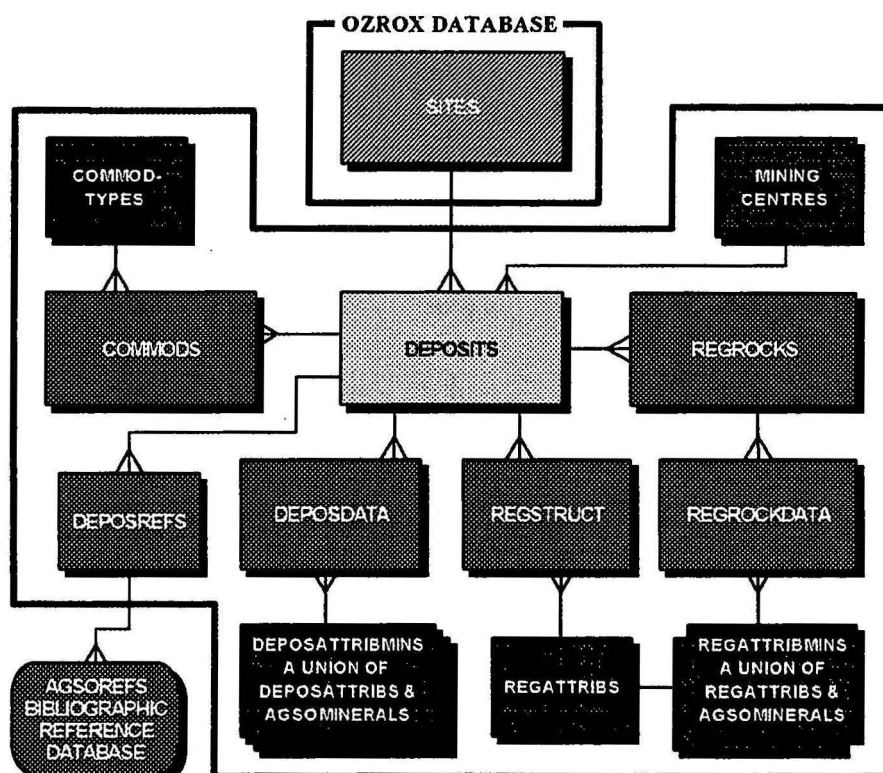 OZROX DATABASE
SITES
COMMOD-
TYPES
MINING
CENTRES
COMMODS
DEPOSITS
REGROCKS
DEPOSREFS
DEPOSDATA
REGSTRUCT
REGROCKDATA
AGSOREFS
BIBLIOGRAPHIC
REFERENCE
DATABASE
DEPOSATTRIBMINS
A UNION OF
DEPOSATTRIBS &
AGSOMINERALS
REGATTRIBS
REGATTRIBMINS
A UNION OF
REGATTRIBS &
AGSOMINERALS